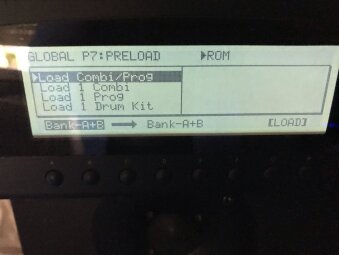 GLOBAL P7:PRELOAD ▶ROM
▶Load Combi/Prog
Load 1 Combi
Load 1 Prog
Load 1 Drum Kit
Bank-A+B → Bank-A+B [LOAD]